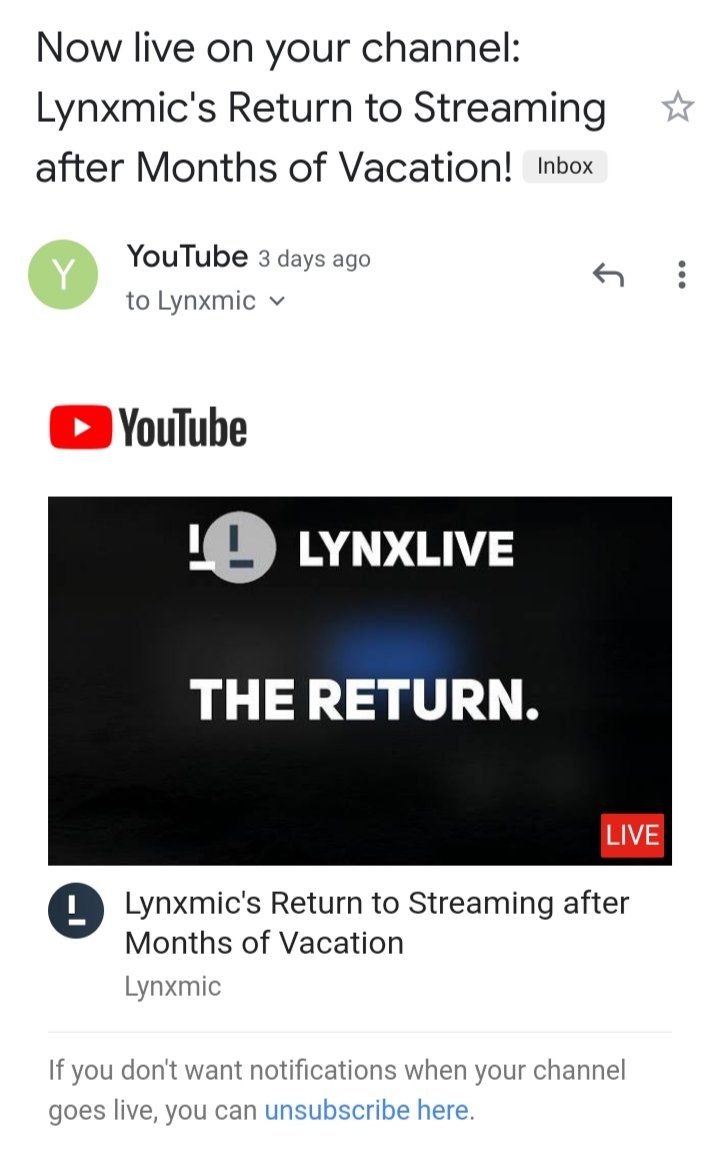 Now live on your channel:
Lynxmic's Return to Streaming
after Months of Vacation! Inbox
Y
YouTube 3 days ago
to Lynxmic
YouTube
LYNXLIVE
THE RETURN.
LIVE
Lynxmic's Return to Streaming after
Months of Vacation
Lynxmic
If you don't want notifications when your channel
goes live, you can unsubscribe here.